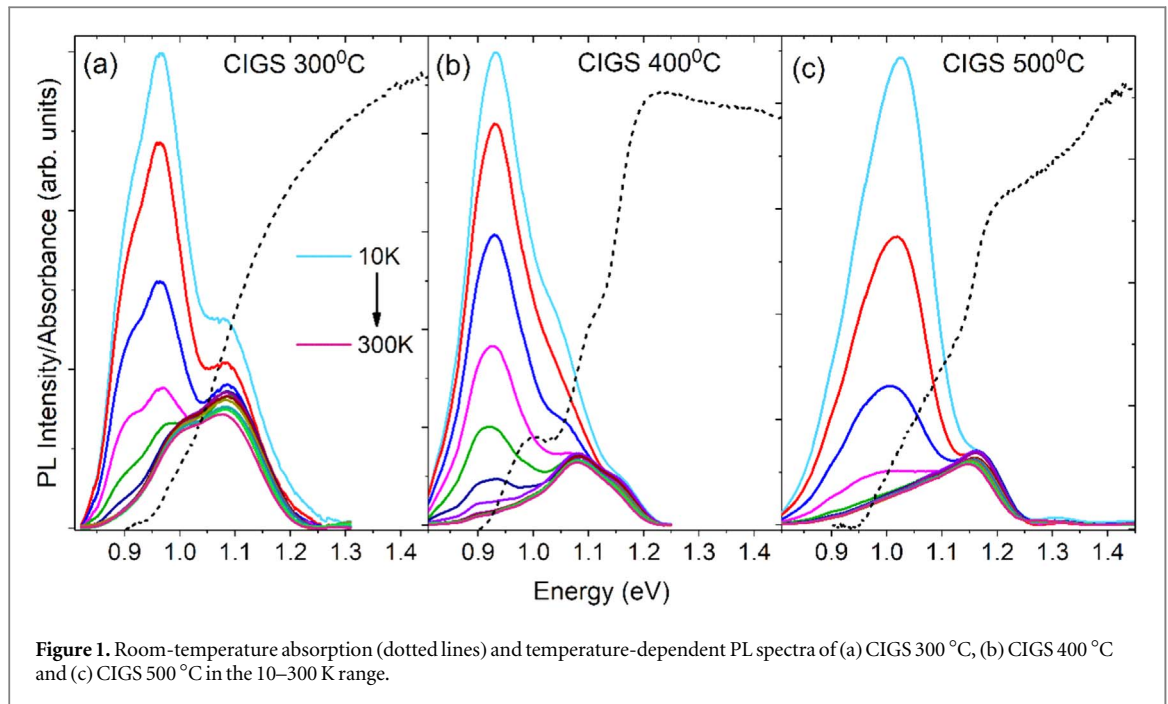 (a) CIGS 300⁰C
(b) CIGS 400⁰C
(c) CIGS 500⁰C
PL Intensity/Absorbance (arb. units)
10K
300K
0.9 1.0 1.1 1.2 1.3 1.4
0.9 1.0 1.1 1.2 1.3 1.4
0.9 1.0 1.1 1.2 1.3 1.4
Energy (eV)
Figure 1. Room-temperature absorption (dotted lines) and temperature-dependent PL spectra of (a) CIGS 300 °C, (b) CIGS 400 °C
and (c) CIGS 500 °C in the 10–300 K range.